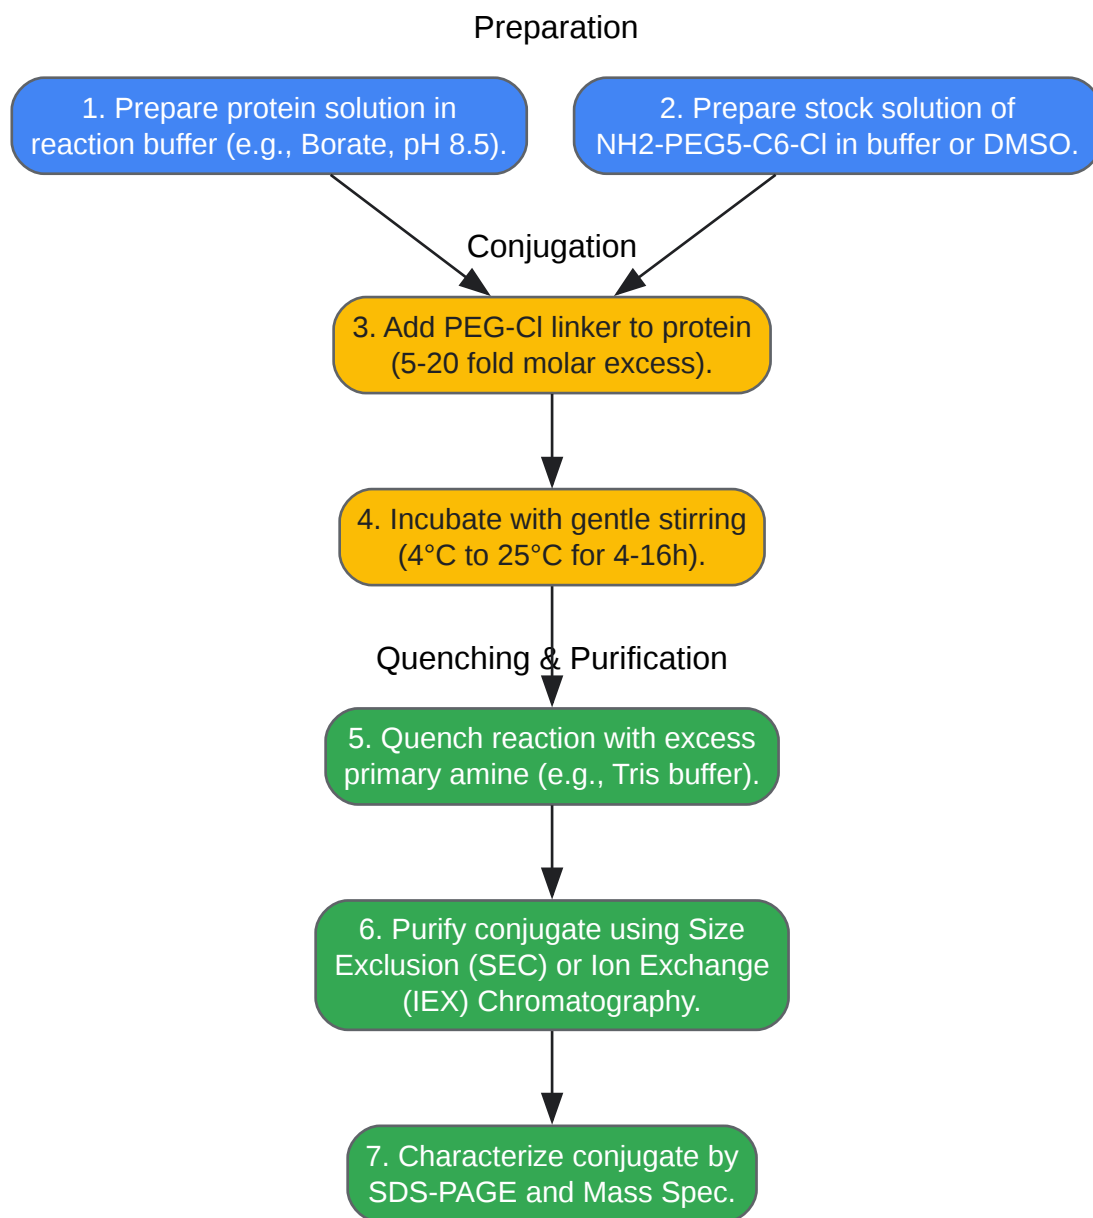 Preparation
1. Prepare protein solution in
reaction buffer (e.g., Borate, pH 8.5).
2. Prepare stock solution of
NH2-PEG5-C6-Cl in buffer or DMSO.
Conjugation
3. Add PEG-Cl linker to protein
(5-20 fold molar excess).
4. Incubate with gentle stirring
(4°C to 25°C for 4-16h).
Quenching & Purification
5. Quench reaction with excess
primary amine (e.g., Tris buffer).
6. Purify conjugate using Size
Exclusion (SEC) or Ion Exchange
(IEX) Chromatography.
7. Characterize conjugate by
SDS-PAGE and Mass Spec.